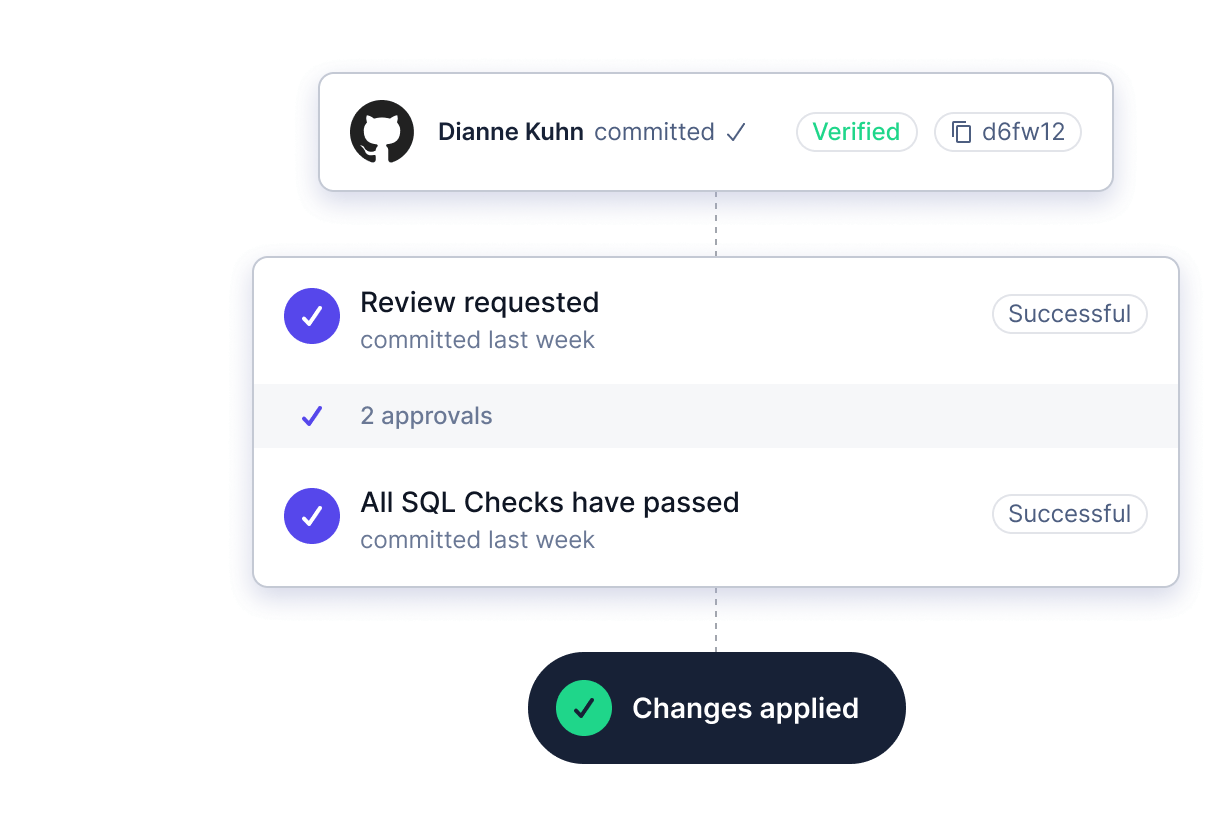 Dianne Kuhn committed Verified d6fw12
Review requested
Successful
committed last week
2 approvals
All SQL Checks have passed
Successful
committed last week
Changes applied